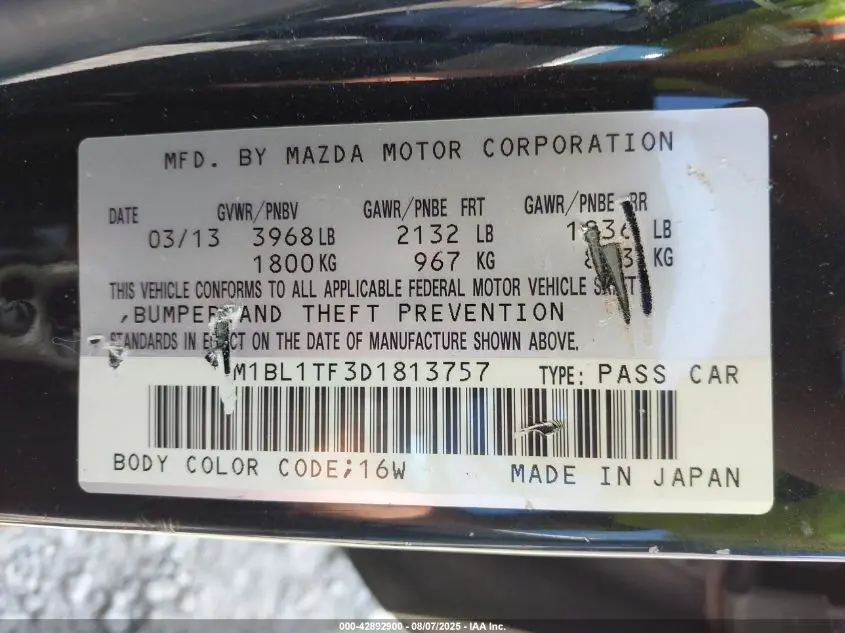 MFD. BY MAZDA MOTOR CORPORATION
DATE GVWR/PNBV GAWR/PNBE FRT GAWR/PNBE RR
03/13 3968 LB 2132 LB LB
1800 KG 967 KG KG
THIS VEHICLE CONFORMS TO ALL APPLICABLE FEDERAL MOTOR VEHICLE
,BUMPER AND THEFT PREVENTION
STANDARDS IN EFFECT ON THE DATE OF MANUFACTURE SHOWN ABOVE.
M1BL1TF3D1813757 TYPE: PASS CAR
BODY COLOR CODE;16W MADE IN JAPAN
000-42892900 - 08/07/2025 - IAA Inc.